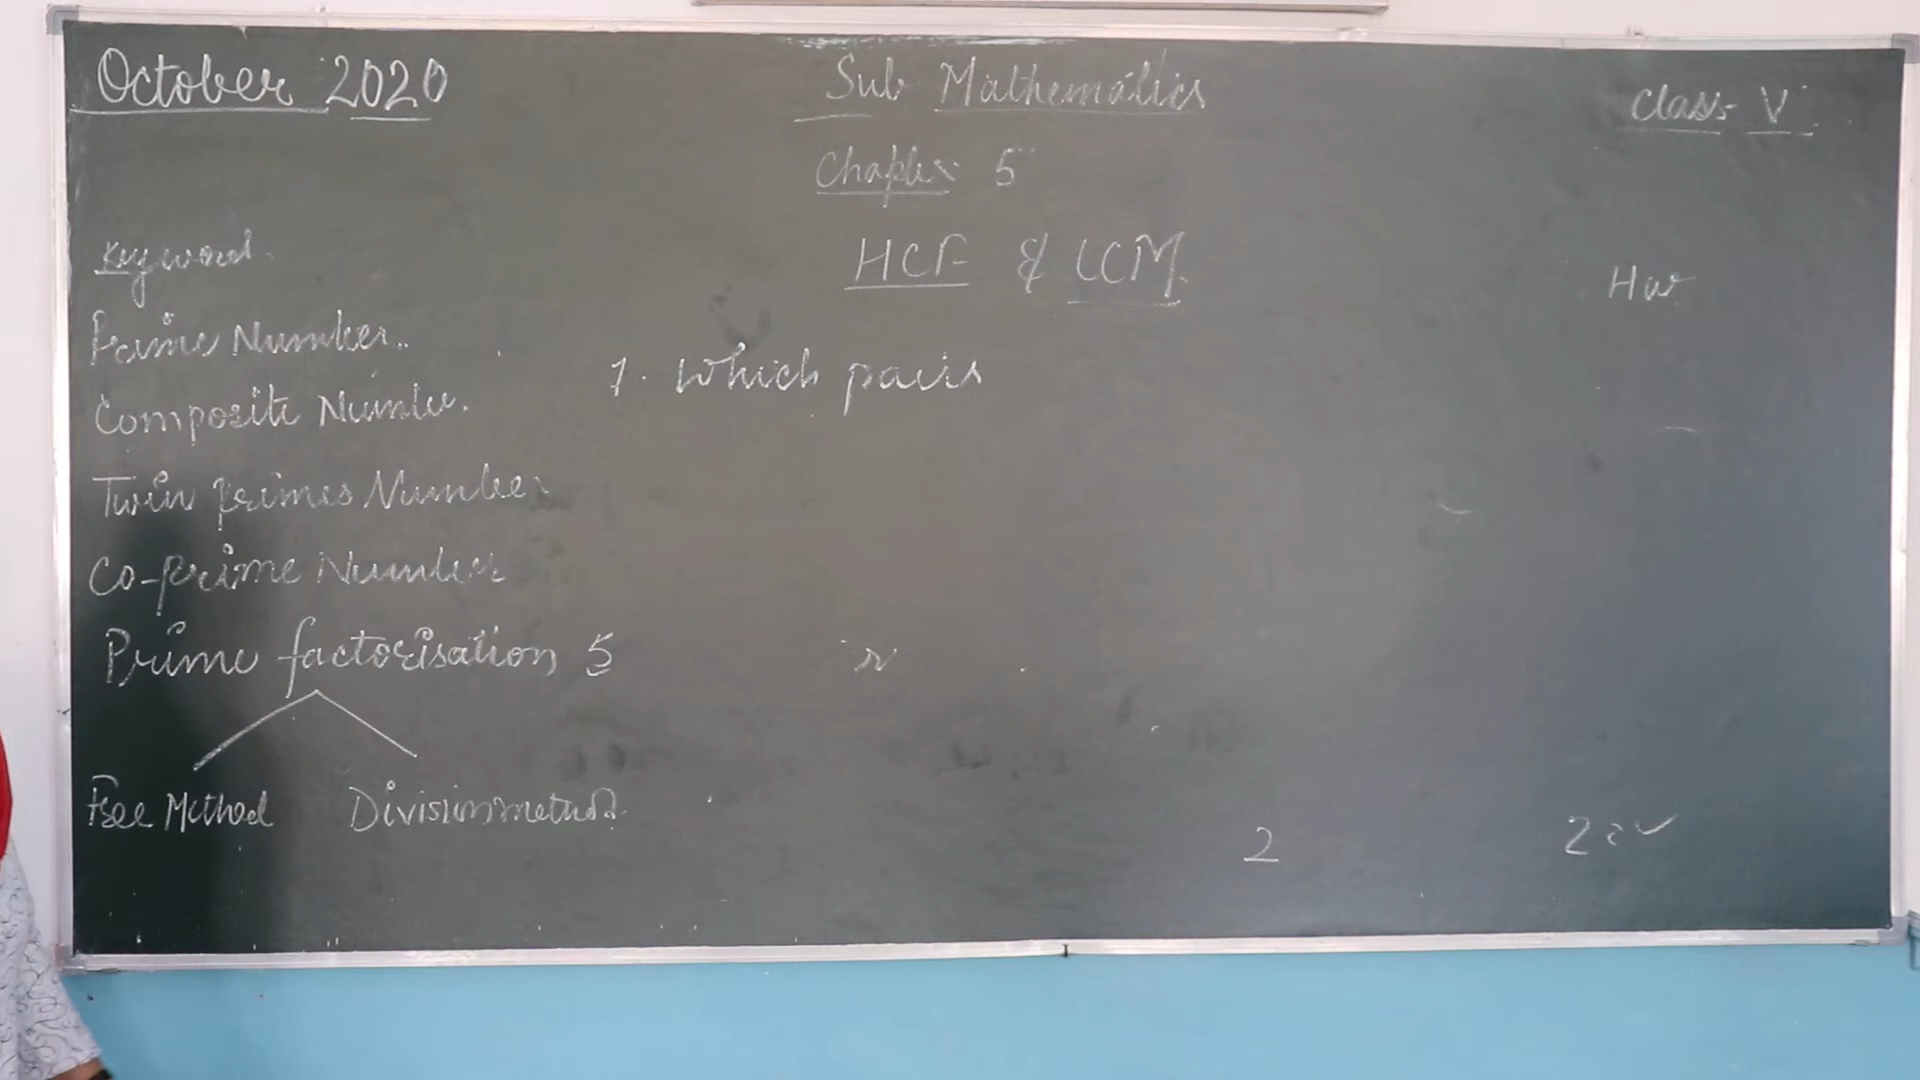 October 2020
Sub Mathematics
Class V
Chapter 5
HCF & LCM
Keyword
Hw
Prime Number
1. Which pairs
Composite Number.
Twin primes Number
Co-prime Number
Prime factorisation 5
Tree Method Division method
2
2